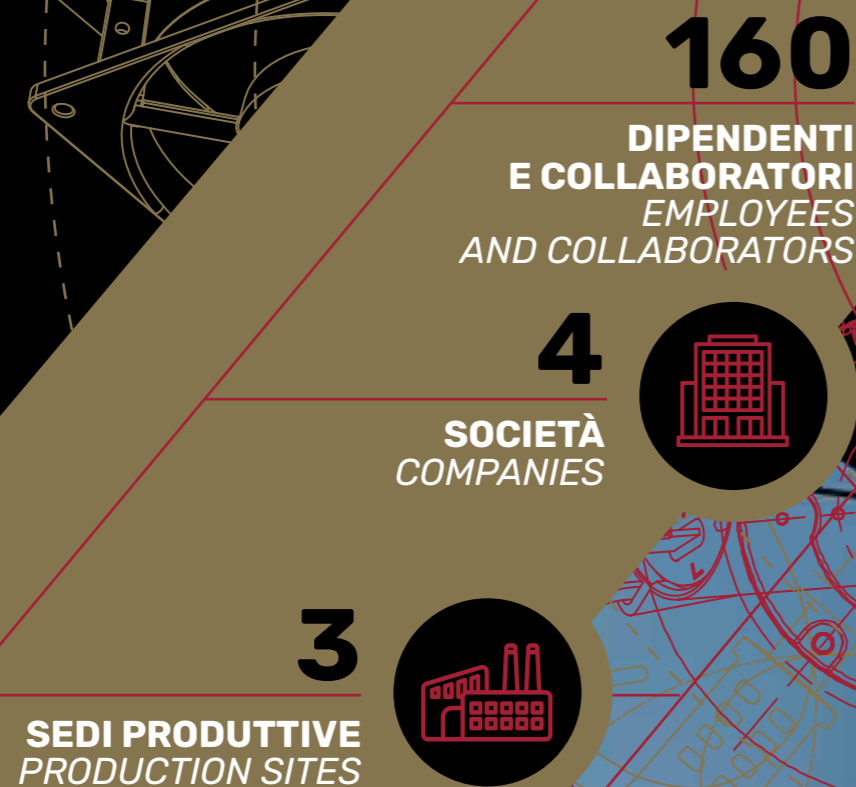 160
DIPENDENTI
E COLLABORATORI
EMPLOYEES
AND COLLABORATORS
4
SOCIETÀ
COMPANIES
3
SEDI PRODUTTIVE
PRODUCTION SITES